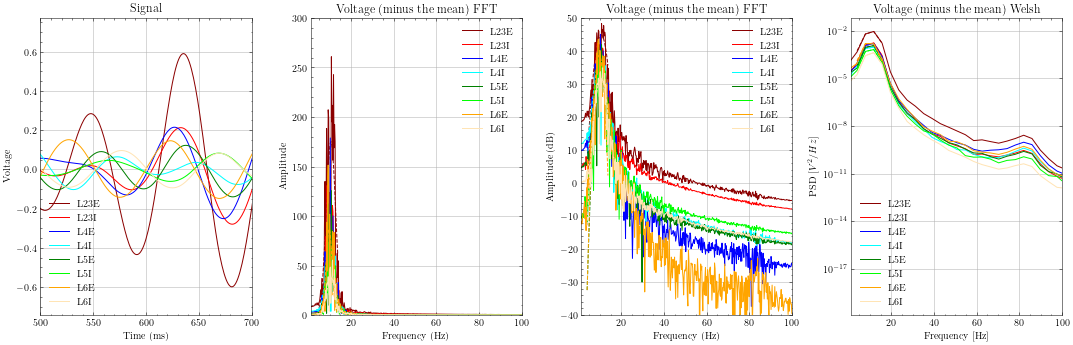 Signal
Voltage
0.6
0.4
0.2
0.0
−0.2
−0.4
−0.6
L23E
L23I
L4E
L4I
L5E
L5I
L6E
L6I
500
550
600
650
700
Time (ms)
Voltage (minus the mean) FFT
Amplitude
300
250
200
150
100
50
0
L23E
L23I
L4E
L4I
L5E
L5I
L6E
L6I
20
40
60
80
100
Frequency (Hz)
Voltage (minus the mean) FFT
Amplitude (dB)
50
40
30
20
10
0
−10
−20
−30
−40
L23E
L23I
L4E
L4I
L5E
L5I
L6E
L6I
20
40
60
80
100
Frequency (Hz)
Voltage (minus the mean) Welsh
PSD [V²/Hz]
10⁻²
10⁻⁵
10⁻⁸
10⁻¹¹
10⁻¹⁴
10⁻¹⁷
L23E
L23I
L4E
L4I
L5E
L5I
L6E
L6I
20
40
60
80
100
Frequency [Hz]